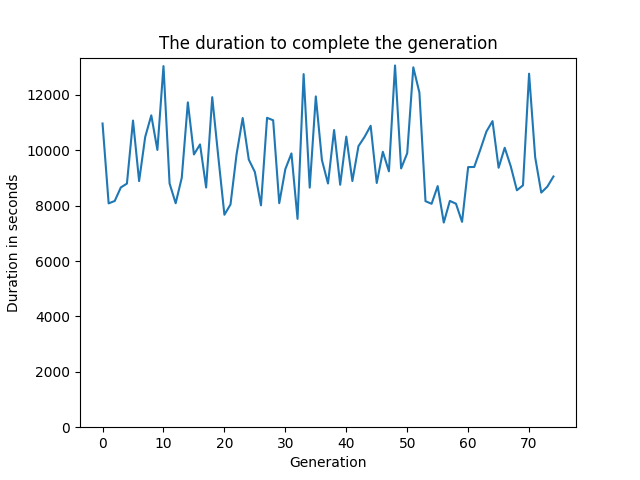 The duration to complete the generation
Duration in seconds
12000
10000
8000
6000
4000
2000
0
0 10 20 30 40 50 60 70
Generation